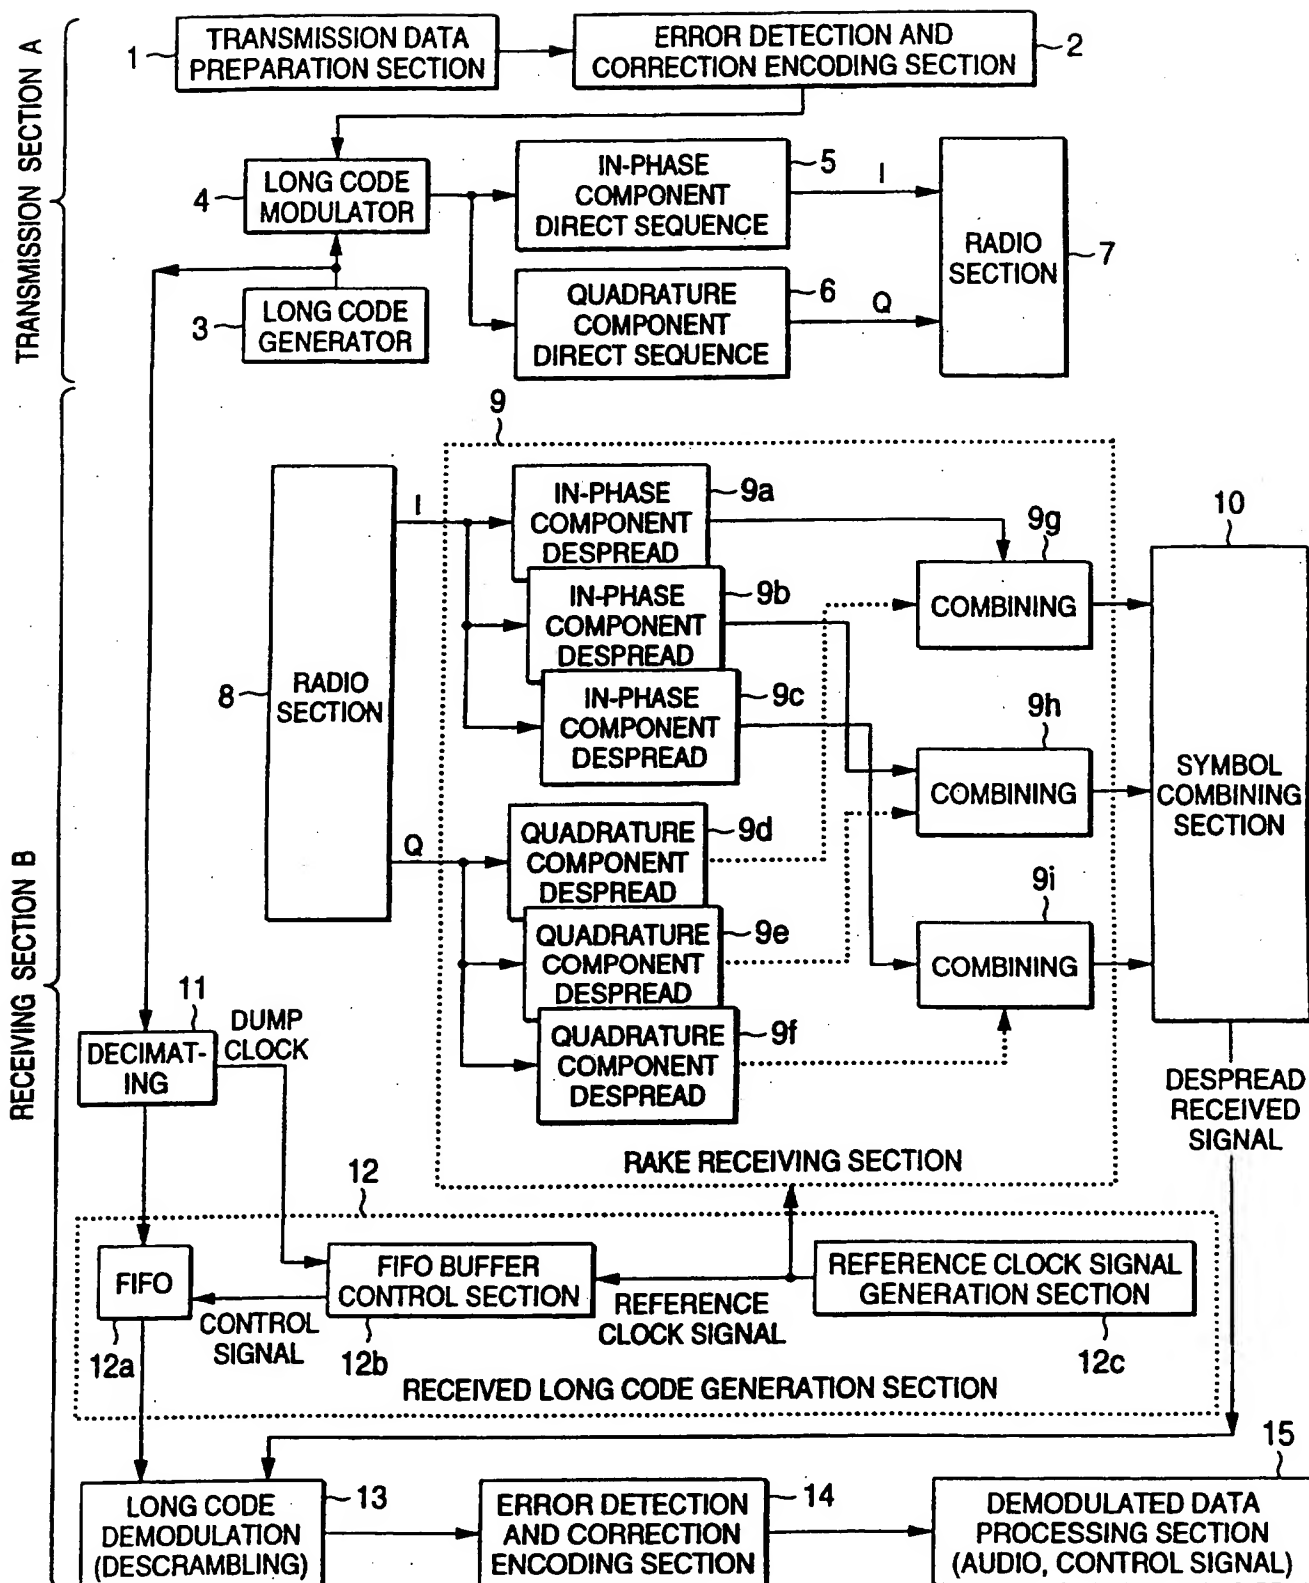 TRANSMISSION SECTION A
1
TRANSMISSION DATA
PREPARATION SECTION
ERROR DETECTION AND
CORRECTION ENCODING SECTION
2
4
LONG CODE
MODULATOR
IN-PHASE
COMPONENT
DIRECT SEQUENCE
5
I
RADIO
SECTION
7
3
LONG CODE
GENERATOR
QUADRATURE
COMPONENT
DIRECT SEQUENCE
6
Q
RECEIVING SECTION B
9
8
RADIO
SECTION
I
IN-PHASE
COMPONENT
DESPREAD
9a
IN-PHASE
COMPONENT
DESPREAD
9b
IN-PHASE
COMPONENT
DESPREAD
9c
Q
QUADRATURE
COMPONENT
DESPREAD
9d
QUADRATURE
COMPONENT
DESPREAD
9e
QUADRATURE
COMPONENT
DESPREAD
9f
9g
COMBINING
9h
COMBINING
9i
COMBINING
10
SYMBOL
COMBINING
SECTION
DESPREAD
RECEIVED
SIGNAL
RAKE RECEIVING SECTION
11
DECIMAT-
ING
DUMP
CLOCK
12
FIFO
12a
CONTROL
SIGNAL
FIFO BUFFER
CONTROL SECTION
12b
REFERENCE
CLOCK SIGNAL
REFERENCE CLOCK SIGNAL
GENERATION SECTION
12c
RECEIVED LONG CODE GENERATION SECTION
LONG CODE
DEMODULATION
(DESCRAMBLING)
13
ERROR DETECTION
AND CORRECTION
ENCODING SECTION
14
15
DEMODULATED DATA
PROCESSING SECTION
(AUDIO, CONTROL SIGNAL)